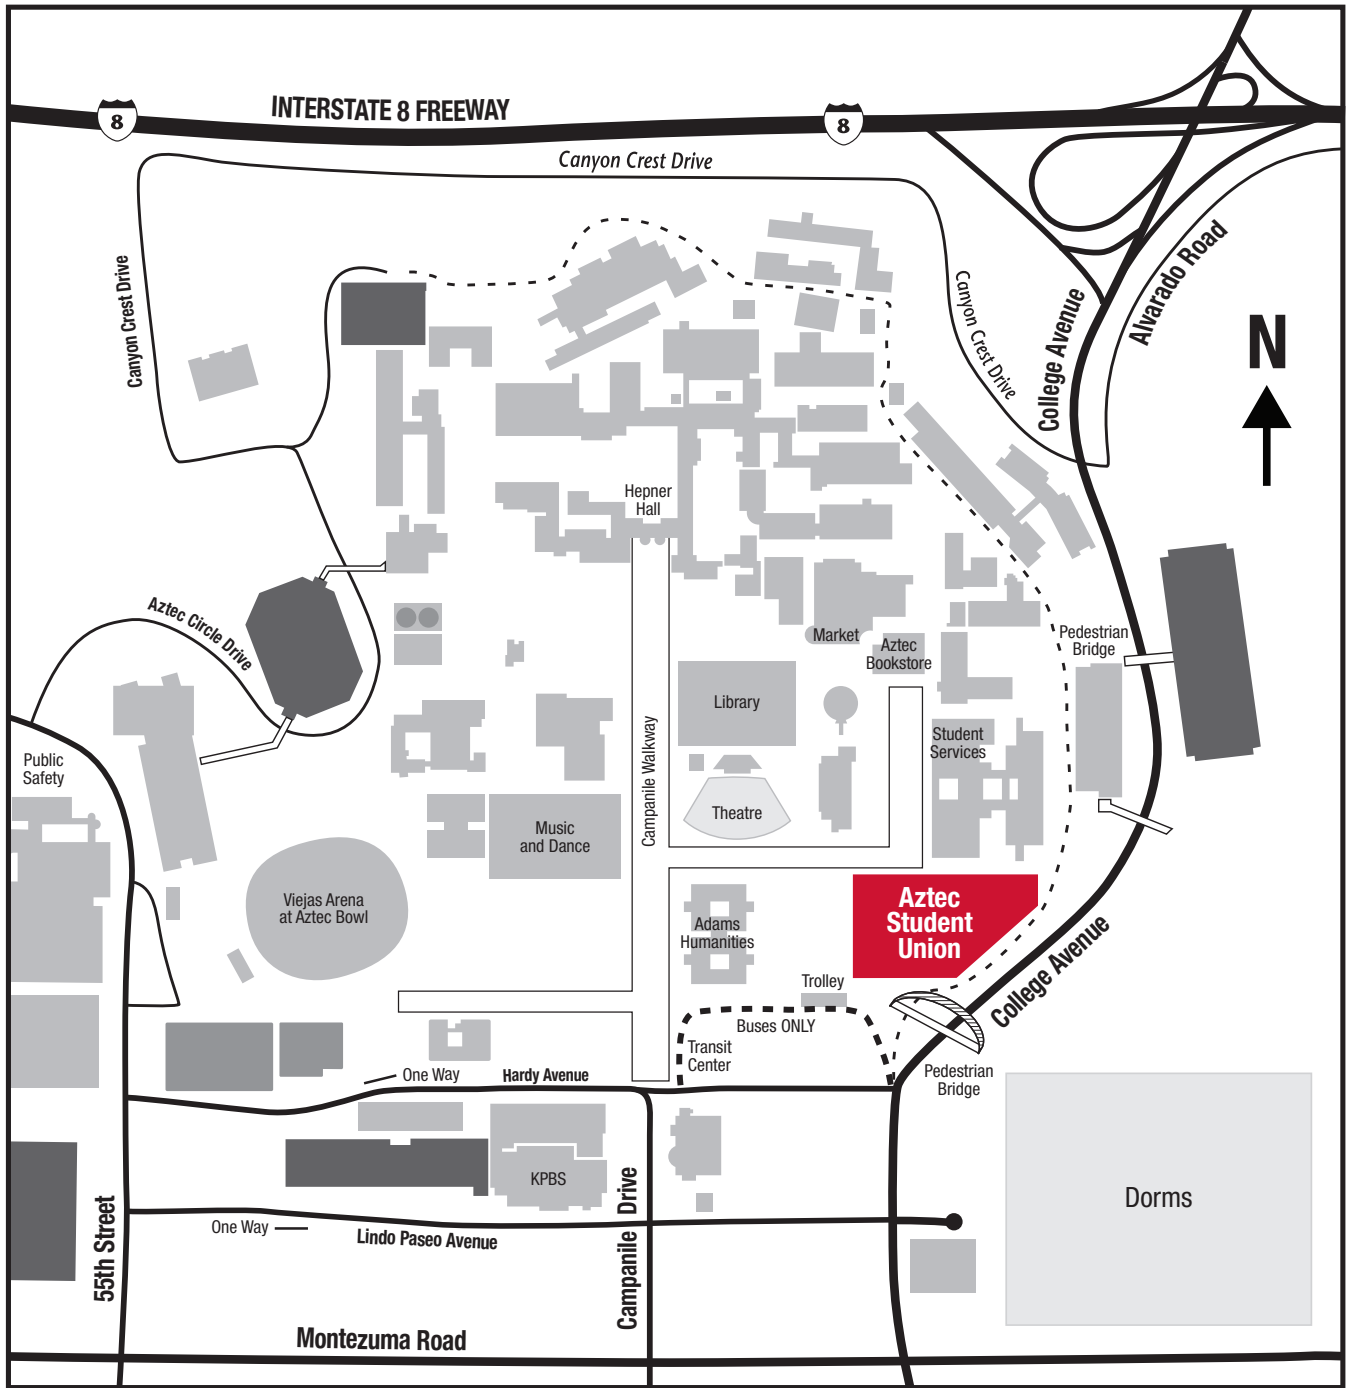 INTERSTATE 8 FREEWAY
8
8
Canyon Crest Drive
Canyon Crest Drive
Canyon Crest Drive
College Avenue
Alvarado Road
N
Hepner
Hall
Aztec Circle Drive
Market
Aztec
Bookstore
Pedestrian
Bridge
Library
Campanile Walkway
Student
Services
Public
Safety
Theatre
Music
and Dance
Viejas Arena
at Aztec Bowl
Adams
Humanities
Aztec
Student
Union
College Avenue
Trolley
Buses ONLY
Transit
Center
Pedestrian
Bridge
One Way
Hardy Avenue
KPBS
Dorms
55th Street
One Way
Lindo Paseo Avenue
Campanile Drive
Montezuma Road